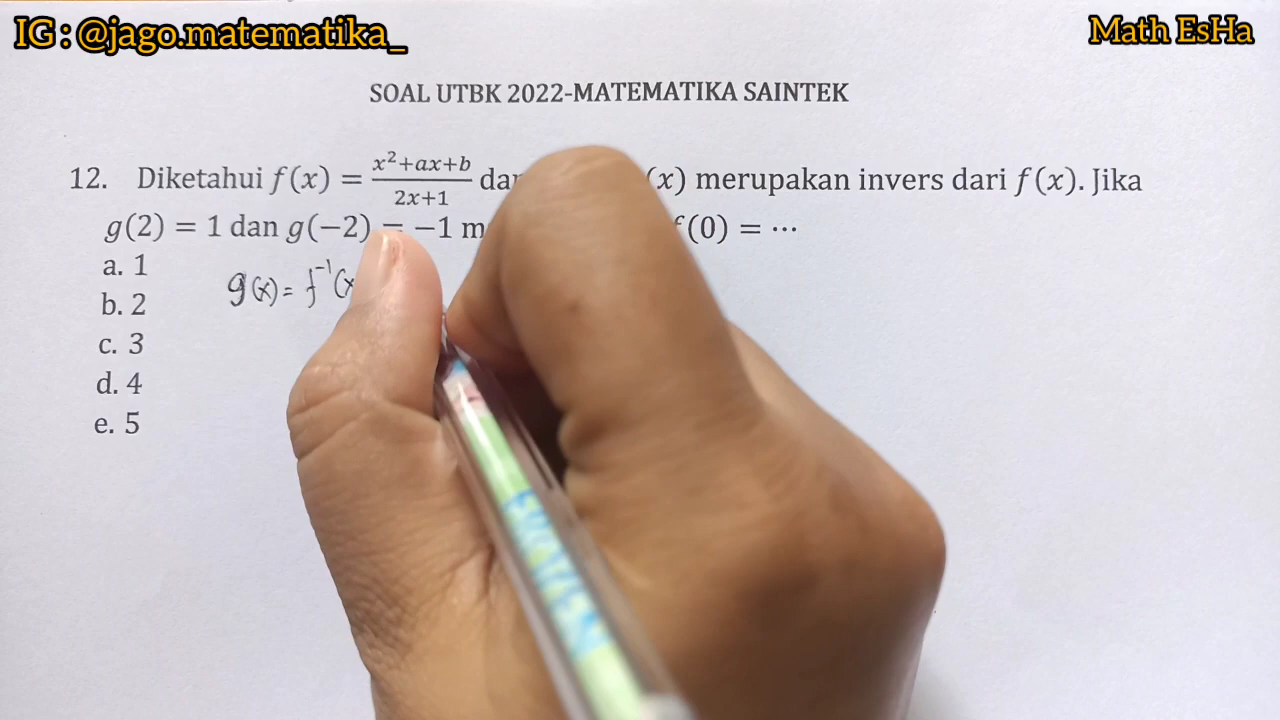 IG : @jago.matematika_
Math EsHa
SOAL UTBK 2022-MATEMATIKA SAINTEK
12. Diketahui f(x) = x²+ax+b / 2x+1 (x) merupakan invers dari f(x). Jika
g(2) = 1 dan g(−2) = −1 f(0) = ⋯
a. 1
g(x) = f⁻¹(x
b. 2
c. 3
d. 4
e. 5